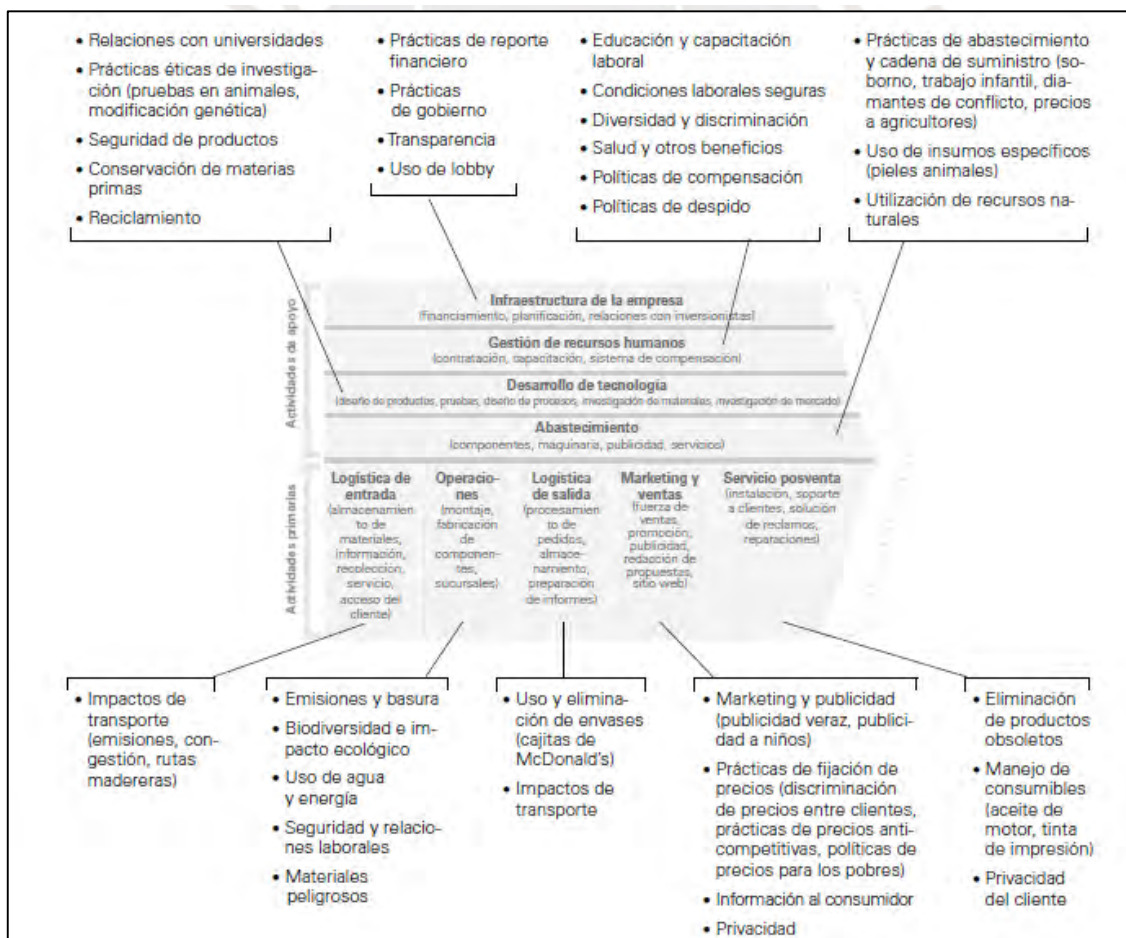 • Relaciones con universidades
• Prácticas éticas de investiga-
ción (pruebas en animales,
modificación genética)
• Seguridad de productos
• Conservación de materias
primas
• Reciclamiento
• Prácticas de reporte
financiero
• Prácticas
de gobierno
• Transparencia
• Uso de lobby
• Educación y capacitación
laboral
• Condiciones laborales seguras
• Diversidad y discriminación
• Salud y otros beneficios
• Políticas de compensación
• Políticas de despido
• Prácticas de abastecimiento
y cadena de suministro (so-
borno, trabajo infantil, dia-
mantes de conflicto, precios
a agricultores)
• Uso de insumos específicos
(pieles animales)
• Utilización de recursos na-
turales
Actividades de apoyo
Infraestructura de la empresa
(financiamiento, planificación, relaciones con inversionistas)
Gestión de recursos humanos
(contratación, capacitación, sistema de compensación)
Desarrollo de tecnología
(diseño de productos, pruebas, diseño de procesos, investigación de materiales, investigación de mercado)
Abastecimiento
(componentes, maquinaria, publicidad, servicios)
Actividades primarias
Logística de
entrada
(almacenamien
to de
materiales,
información,
recolección,
servicio,
acceso del
cliente)
Operacio-
nes
(montaje,
fabricación
de
componen-
tes,
sucursales)
Logística
de salida
(procesamien
to de
pedidos,
almace-
namiento,
preparación
de informes)
Marketing y
ventas
(fuerza de
ventas,
promoción,
publicidad,
redacción de
propuestas,
sitio web)
Servicio posventa
(instalación, soporte
a clientes, solución
de reclamos,
reparaciones)
• Impactos de
transporte
(emisiones, con-
gestión, rutas
madereras)
• Emisiones y basura
• Biodiversidad e im-
pacto ecológico
• Uso de agua
y energía
• Seguridad y relacio-
nes laborales
• Materiales
peligrosos
• Uso y elimina-
ción de envases
(cajitas de
McDonald's)
• Impactos de
transporte
• Marketing y publicidad
(publicidad veraz, publici-
dad a niños)
• Prácticas de fijación de
precios (discriminación
de precios entre clientes,
prácticas de precios anti-
competitivas, políticas de
precios para los pobres)
• Información al consumidor
• Privacidad
• Eliminación
de productos
obsoletos
• Manejo de
consumibles
(aceite de
motor, tinta
de impresión)
• Privacidad
del cliente